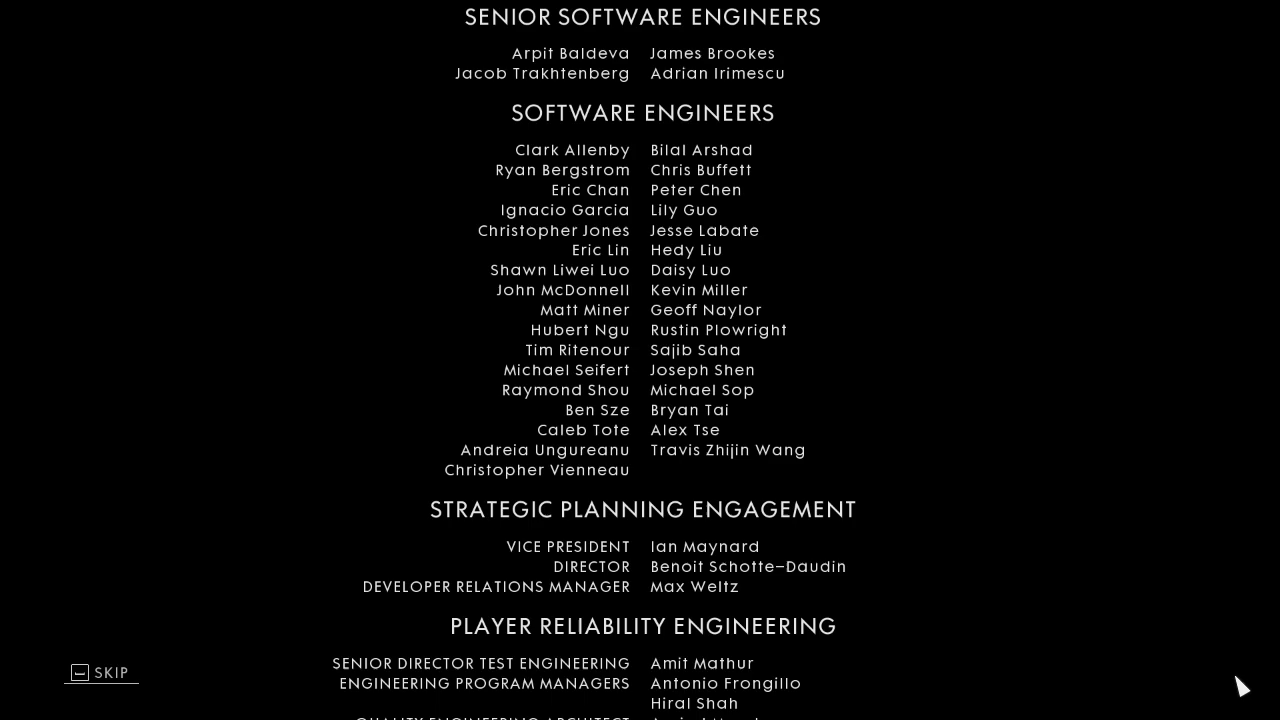 SENIOR SOFTWARE ENGINEERS
Arpit Baldeva James Brookes
Jacob Trakhtenberg Adrian Irimescu
SOFTWARE ENGINEERS
Clark Allenby Bilal Arshad
Ryan Bergstrom Chris Buffett
Eric Chan Peter Chen
Ignacio Garcia Lily Guo
Christopher Jones Jesse Labate
Eric Lin Hedy Liu
Shawn Liwei Luo Daisy Luo
John McDonnell Kevin Miller
Matt Miner Geoff Naylor
Hubert Ngu Rustin Plowright
Tim Ritenour Sajib Saha
Michael Seifert Joseph Shen
Raymond Shou Michael Sop
Ben Sze Bryan Tai
Caleb Tote Alex Tse
Andreia Ungureanu Travis Zhijin Wang
Christopher Vienneau
STRATEGIC PLANNING ENGAGEMENT
VICE PRESIDENT Ian Maynard
DIRECTOR Benoit Schotte-Daudin
DEVELOPER RELATIONS MANAGER Max Weltz
PLAYER RELIABILITY ENGINEERING
SENIOR DIRECTOR TEST ENGINEERING Amit Mathur
ENGINEERING PROGRAM MANAGERS Antonio Frongillo
Hiral Shah
QUALITY ENGINEERING ARCHITECT
SKIP